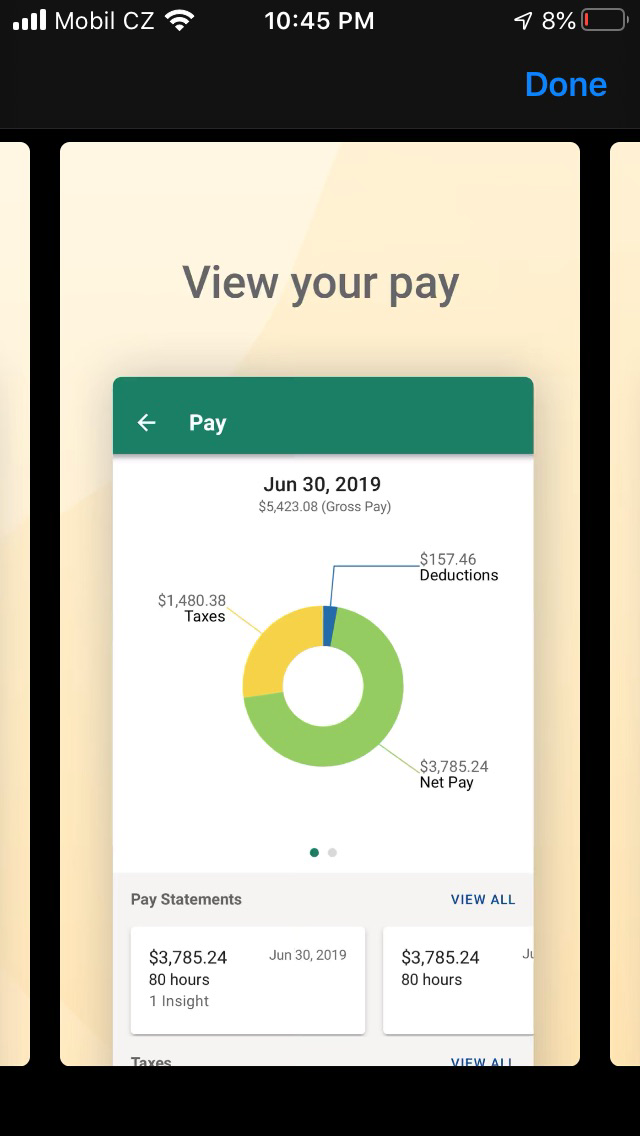 Mobil CZ 10:45 PM 8%
Done
View your pay
Pay
Jun 30, 2019
$5,423.08 (Gross Pay)
$157.46
Deductions
$1,480.38
Taxes
$3,785.24
Net Pay
Pay Statements VIEW ALL
$3,785.24 Jun 30, 2019
80 hours
1 Insight
$3,785.24 Ju
80 hours
Taxes VIEW ALL